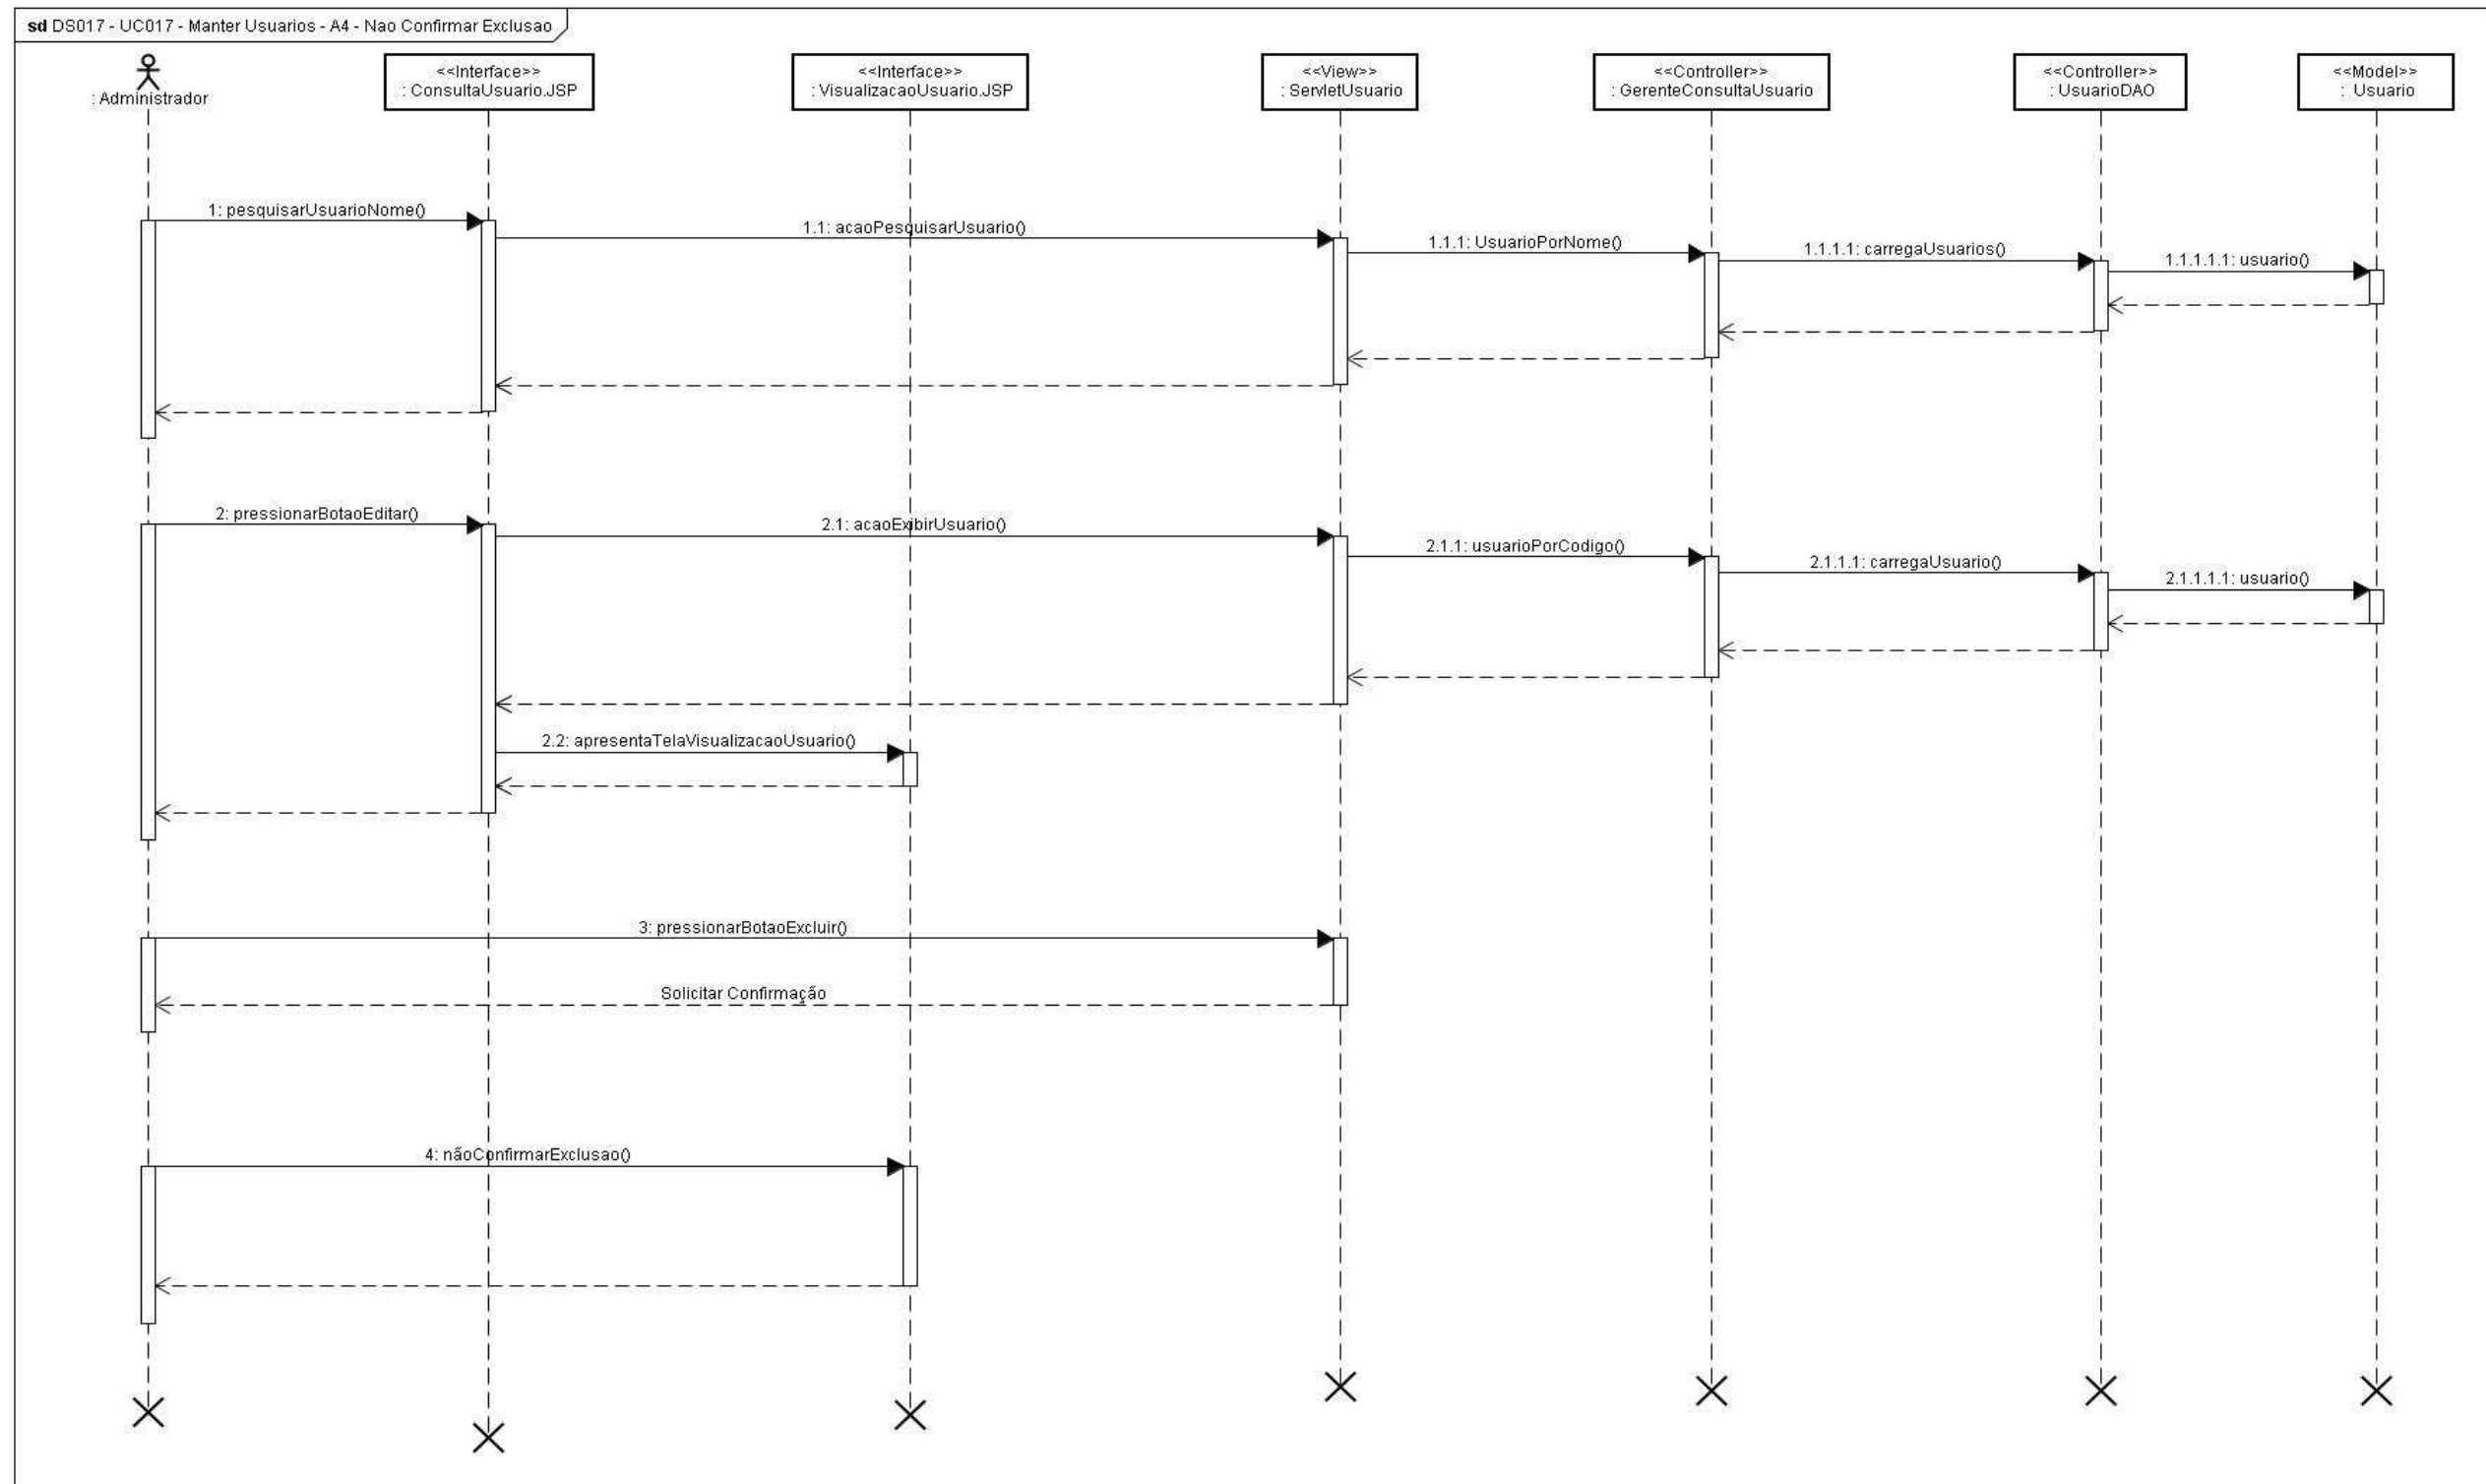 sd DS017 - UC017 - Manter Usuarios - A4 - Nao Confirmar Exclusao
: Administrador
<<Interface>>
: ConsultaUsuario.JSP
<<Interface>>
: VisualizacaoUsuario.JSP
<<View>>
: ServletUsuario
<<Controller>>
: GerenteConsultaUsuario
<<Controller>>
: UsuarioDAO
<<Model>>
: Usuario
1: pesquisarUsuarioNome()
1.1: acaoPesquisarUsuario()
1.1.1: UsuarioPorNome()
1.1.1.1: carregaUsuarios()
1.1.1.1.1: usuario()
2: pressionarBotaoEditar()
2.1: acaoExibirUsuario()
2.1.1: usuarioPorCodigo()
2.1.1.1: carregaUsuario()
2.1.1.1.1: usuario()
2.2: apresentaTelaVisualizacaoUsuario()
3: pressionarBotaoExcluir()
Solicitar Confirmação
4: nãoConfirmarExclusao()